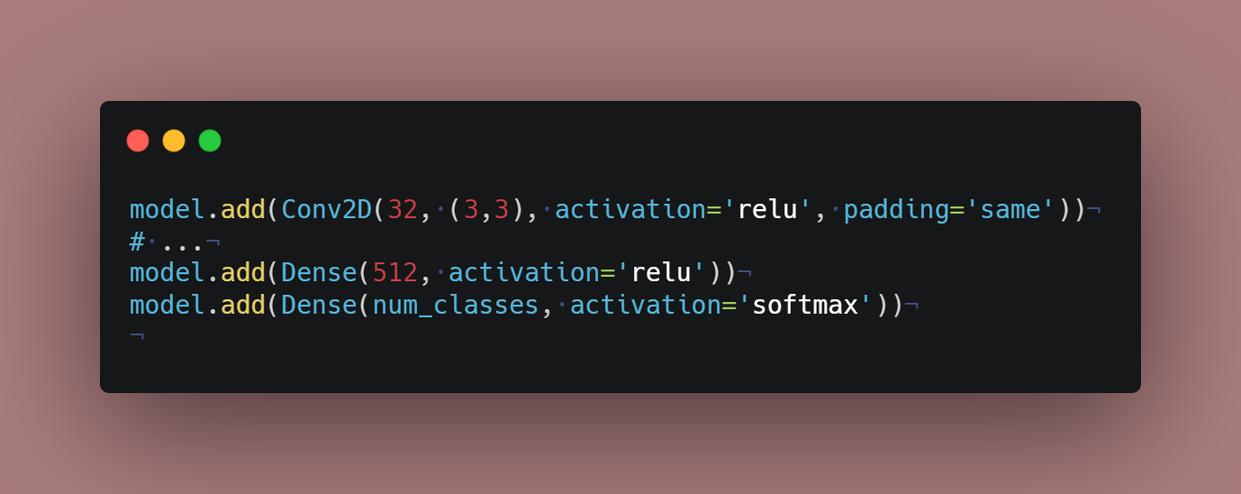 model.add(Conv2D(32, (3,3), activation='relu', padding='same'))¬
# ...¬
model.add(Dense(512, activation='relu'))¬
model.add(Dense(num_classes, activation='softmax'))¬
¬